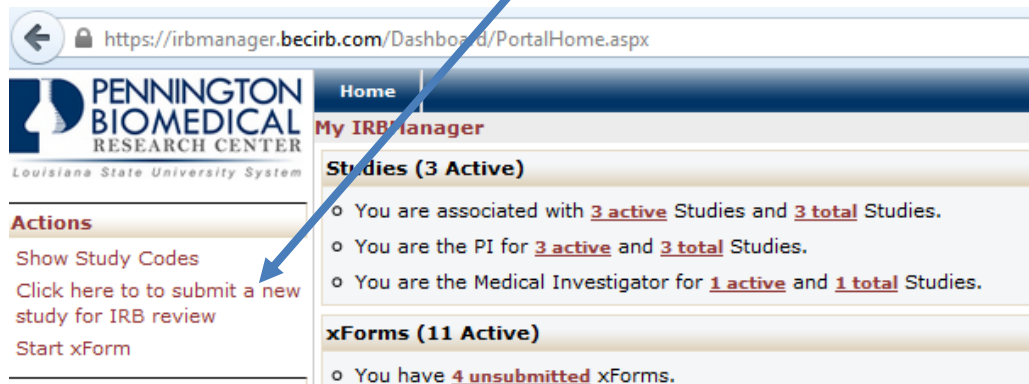 https://irbmanager.becirb.com/Dashboard/PortalHome.aspx
PENNINGTON
BIOMEDICAL
RESEARCH CENTER
Louisiana State University System
Actions
Show Study Codes
Click here to to submit a new
study for IRB review
Start xForm
Home
My IRBManager
Studies (3 Active)
You are associated with 3 active Studies and 3 total Studies.
You are the PI for 3 active and 3 total Studies.
You are the Medical Investigator for 1 active and 1 total Studies.
xForms (11 Active)
You have 4 unsubmitted xForms.